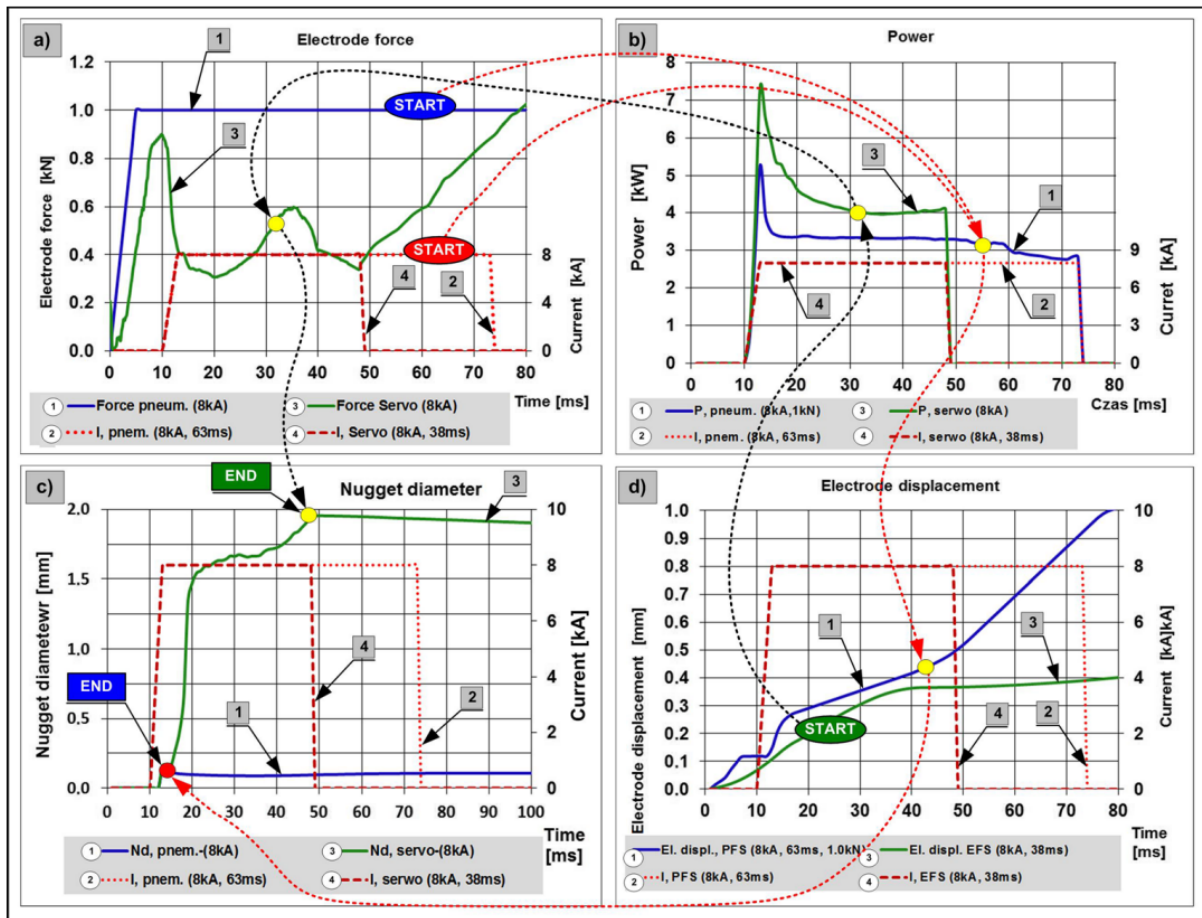 a)
Electrode force
1
1.2
1.0
0.8
0.6
0.4
0.2
0.0
Electrode force [kN]
START
3
START
4
2
8
4
0
Current [kA]
0 10 20 30 40 50 60 70 80
Time [ms]
1 Force pneum. (8kA)
3 Force Servo (8kA)
2 I, pnem. (8kA, 63ms)
4 I, Servo (8kA, 38ms)
b)
Power
8
7
6
5
4
3
2
1
0
Power [kW]
3
1
4
2
9
6
3
0
Curret [kA]
0 10 20 30 40 50 60 70 80
Czas [ms]
1 P, pneum. (8kA,1kN)
3 P, serwo (8kA)
2 I, pnem. (8kA, 63ms)
4 I, serwo (8kA, 38ms)
c)
END
Nugget diameter
3
2.0
1.5
1.0
0.5
0.0
Nugget diametewr [mm]
END
1
4
2
10
8
6
4
2
0
Current [kA]
0 10 20 30 40 50 60 70 80 90 100
Time
[ms]
1 Nd, pnem.-(8kA)
3 Nd, servo-(8kA)
2 I, pnem. (8kA, 63ms)
4 I, serwo (8kA, 38ms)
d)
Electrode displacement
1.0
0.9
0.8
0.7
0.6
0.5
0.4
0.3
0.2
0.1
0.0
Electrode displacement [mm]
1
3
START
4
2
10
8
6
4
2
0
Current [kA]kA]
0 10 20 30 40 50 60 70 80
Time
[ms]
1 El. displ., PFS (8kA, 63ms, 1.0kN)
3 El. displ. EFS (8kA, 38ms)
2 I, PFS (8kA, 63ms)
4 I, EFS (8kA, 38ms)